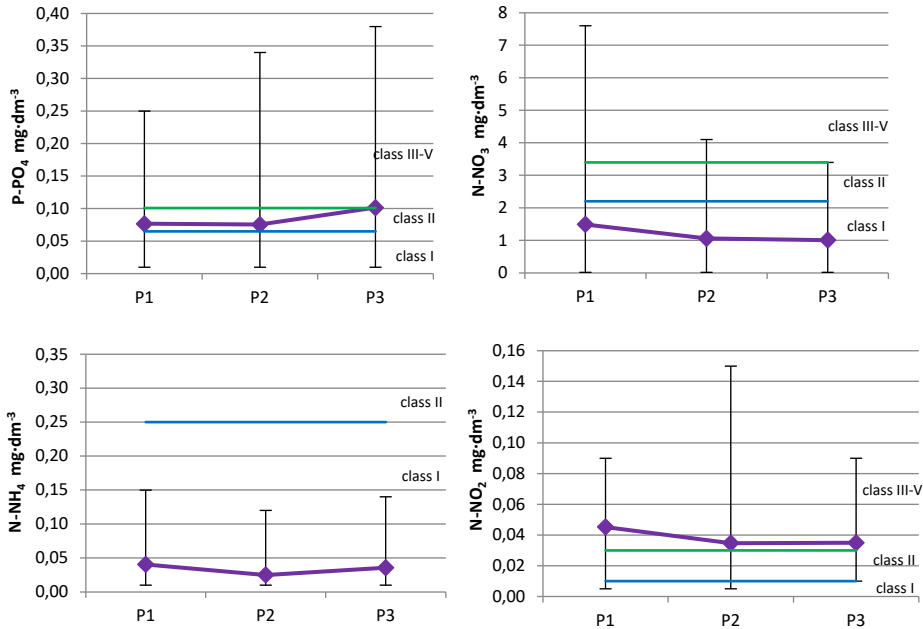 P-PO₄ mg·dm⁻³
0,40
0,35
0,30
0,25
0,20
0,15
0,10
0,05
0,00
class III-V
class II
class I
P1 P2 P3
N-NO₃ mg·dm⁻³
8
7
6
5
4
3
2
1
0
class III-V
class II
class I
P1 P2 P3
N-NH₄ mg·dm⁻³
0,35
0,30
0,25
0,20
0,15
0,10
0,05
0,00
class II
class I
P1 P2 P3
N-NO₂ mg·dm⁻³
0,16
0,14
0,12
0,10
0,08
0,06
0,04
0,02
0,00
class III-V
class II
class I
P1 P2 P3